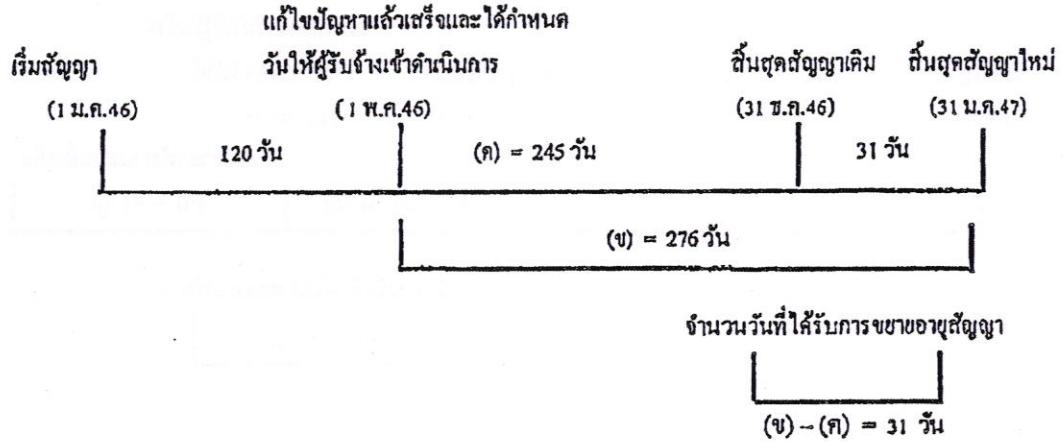 แก้ไขปัญหาแล้วเสร็จและได้กำหนด
เริ่มสัญญา วันให้ผู้รับจ้างเข้าดำเนินการ สิ้นสุดสัญญาเดิม สิ้นสุดสัญญาใหม่
(1 ม.ค.46) (1 พ.ค.46) (31 ธ.ค.46) (31 ม.ค.47)
120 วัน (ค) = 245 วัน 31 วัน
(ข) = 276 วัน
จำนวนวันที่ได้รับการขยายอายุสัญญา
(ข) – (ค) = 31 วัน